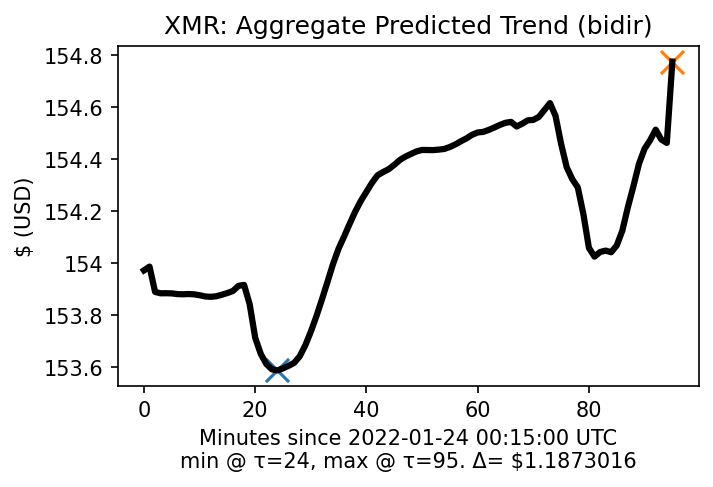 XMR: Aggregate Predicted Trend (bidir)
154.8
154.6
154.4
154.2
154
153.8
153.6
$ (USD)
0 20 40 60 80
Minutes since 2022-01-24 00:15:00 UTC
min @ τ=24, max @ τ=95. Δ= $1.1873016